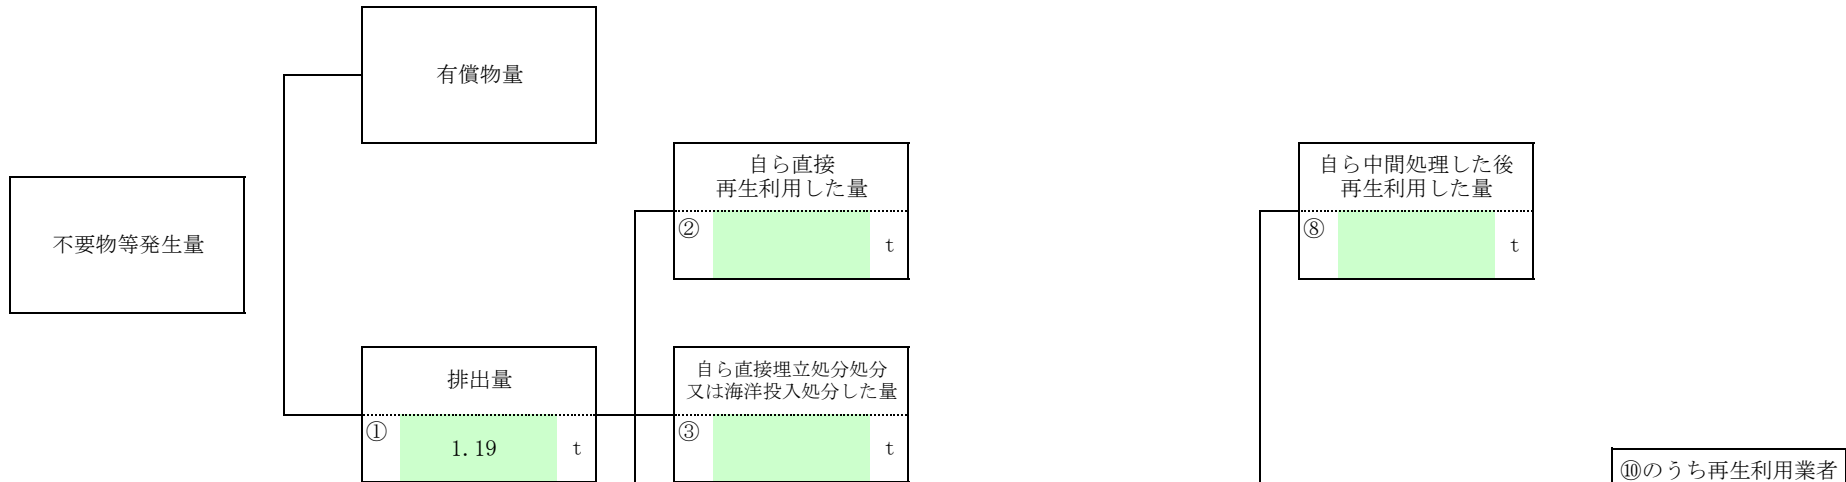 有償物量
自ら直接
再生利用した量
② t
自ら中間処理した後
再生利用した量
⑧ t
不要物等発生量
排出量
① 1.19 t
自ら直接埋立処分処分
又は海洋投入処分した量
③ t
⑩のうち再生利用業者